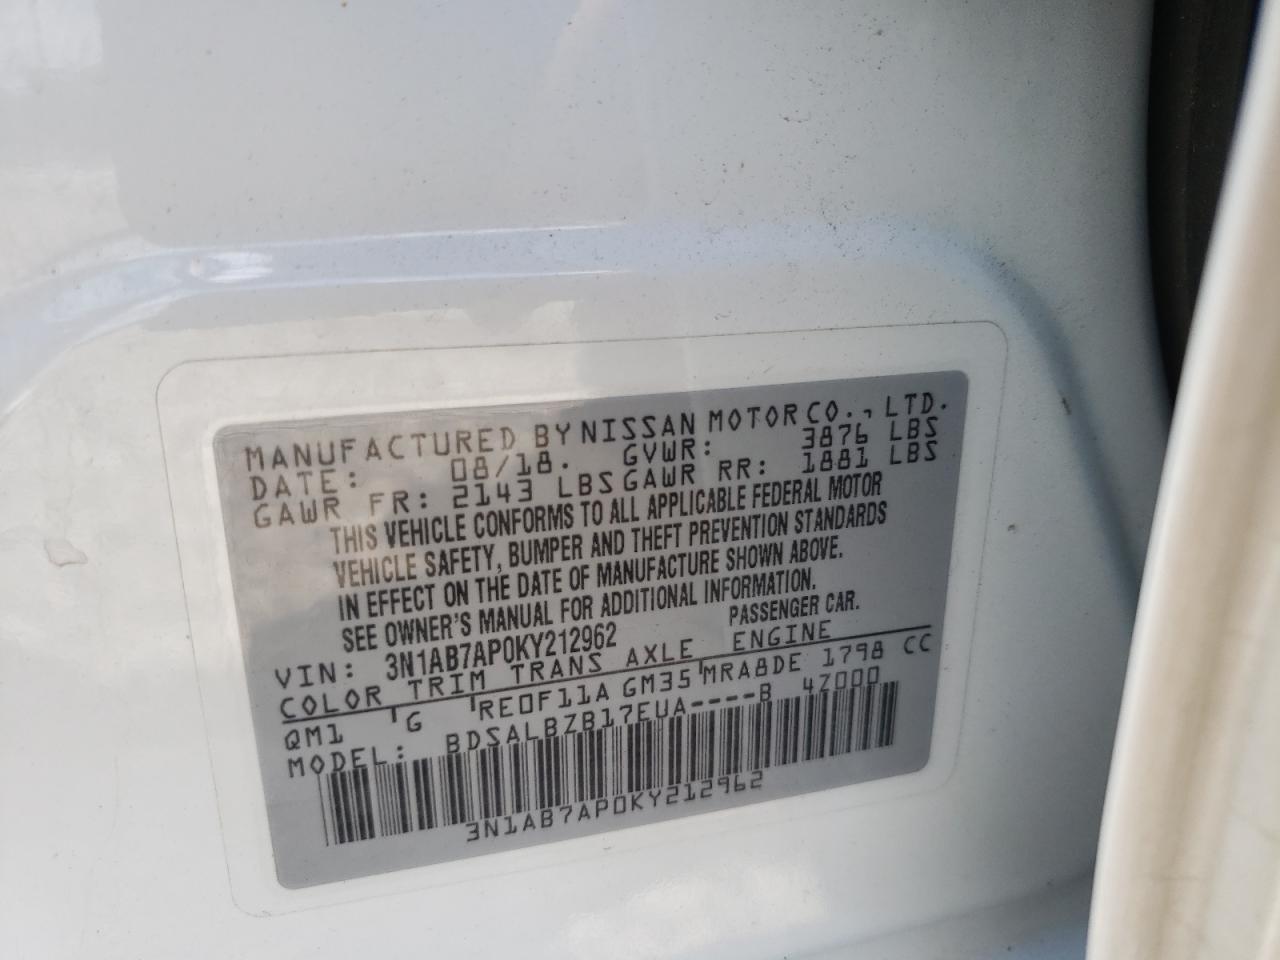 MANUFACTURED BY NISSAN MOTOR CO., LTD.
DATE: 08/18. GVWR: 3876 LBS
GAWR FR: 2143 LBS GAWR RR: 1881 LBS
THIS VEHICLE CONFORMS TO ALL APPLICABLE FEDERAL MOTOR
VEHICLE SAFETY, BUMPER AND THEFT PREVENTION STANDARDS
IN EFFECT ON THE DATE OF MANUFACTURE SHOWN ABOVE.
SEE OWNER'S MANUAL FOR ADDITIONAL INFORMATION.
VIN: 3N1AB7AP0KY212962 PASSENGER CAR.
COLOR TRIM TRANS AXLE ENGINE
QM1 G RE0F11A GM35 MRA8DE 1798 CC
MODEL: BDSALBZB17EUA----B 4Z000
3N1AB7AP0KY212962